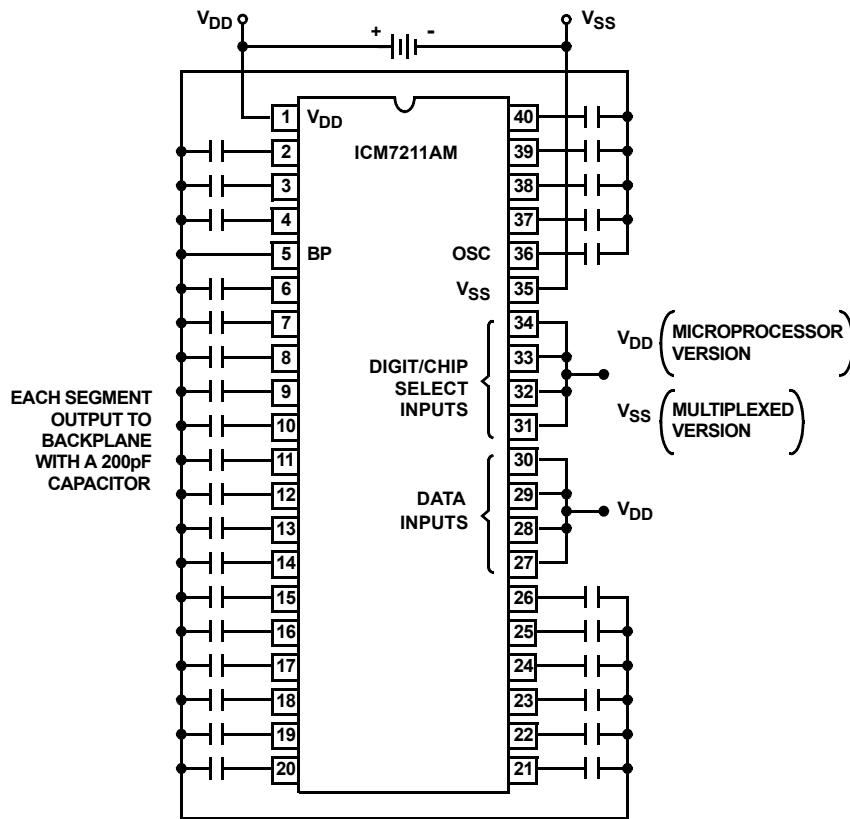 VDD
+
-
VSS
1
VDD
40
2
ICM7211AM
39
3
38
4
37
5
BP
OSC
36
6
VSS
35
7
34
8
33
9
32
10
31
DIGIT/CHIP
SELECT
INPUTS
VDD (MICROPROCESSOR
VERSION)
VSS (MULTIPLEXED
VERSION)
EACH SEGMENT
OUTPUT TO
BACKPLANE
WITH A 200pF
CAPACITOR
11
30
12
29
13
28
14
27
DATA
INPUTS
VDD
15
26
16
25
17
24
18
23
19
22
20
21